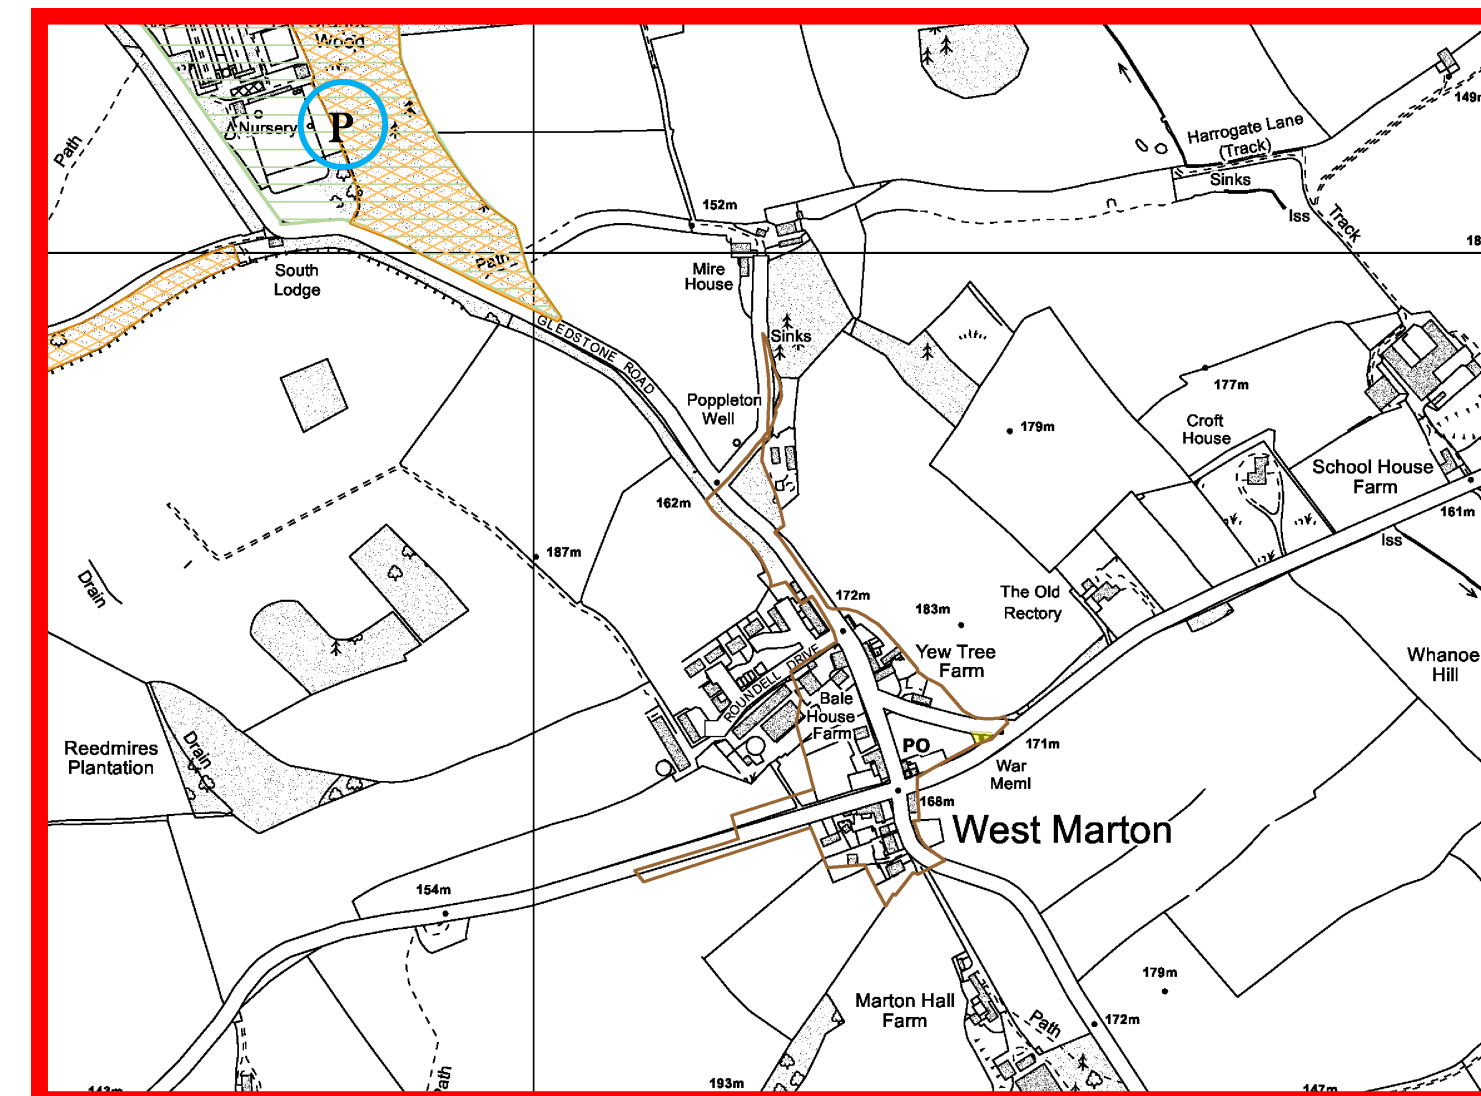 Wood
Nursery
P
Path
152m
Harrogate Lane
(Track)
149m
Sinks
Iss
Track
18
South
Lodge
Path
Mire
House
GLEDSTONE ROAD
Sinks
177m
Poppleton
Well
179m
Croft
House
School House
Farm
162m
161m
Iss
187m
Drain
172m
183m
The Old
Rectory
Yew Tree
Farm
Whanoe
Hill
ROUNDELL DRIVE
Bale
House
Farm
Reedmires
Plantation
Drain
PO
171m
War
Meml
168m
West Marton
154m
179m
Marton Hall
Farm
Path
172m
193m
143m
ath
147m